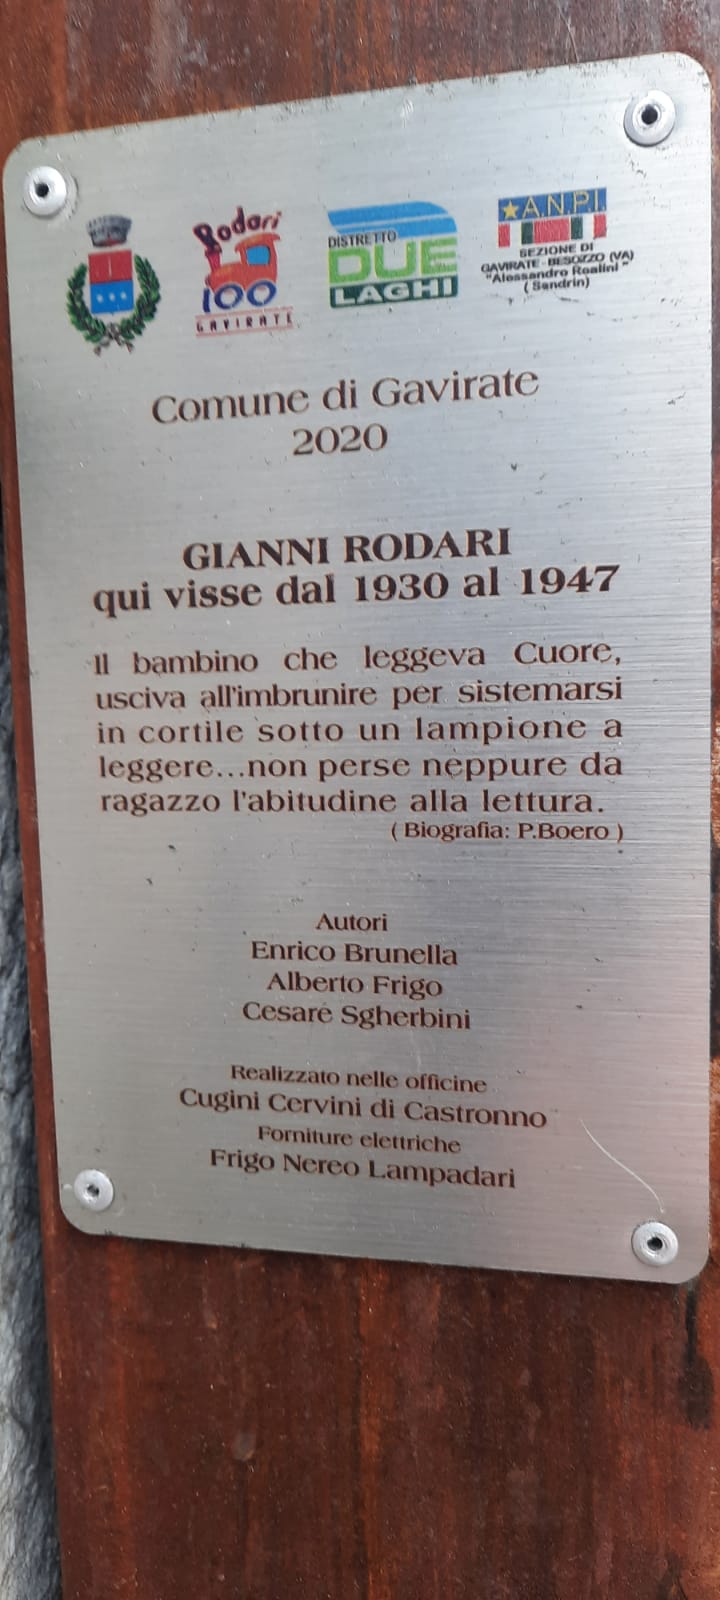 Rodari
100
GAVIRATE
DISTRETTO
DUE
LAGHI
A.N.P.I.
SEZIONE DI
GAVIRATE - BESOZZO (VA)
"Alessandro Roslini"
(Sandrin)
Comune di Gavirate
2020
GIANNI RODARI
qui visse dal 1930 al 1947
Il bambino che leggeva Cuore,
usciva all'imbrunire per sistemarsi
in cortile sotto un lampione a
leggere...non perse neppure da
ragazzo l'abitudine alla lettura.
( Biografia: P.Boero )
Autori
Enrico Brunella
Alberto Frigo
Cesare Sgherbini
Realizzato nelle officine
Cugini Cervini di Castronno
Forniture elettriche
Frigo Nereo Lampadari